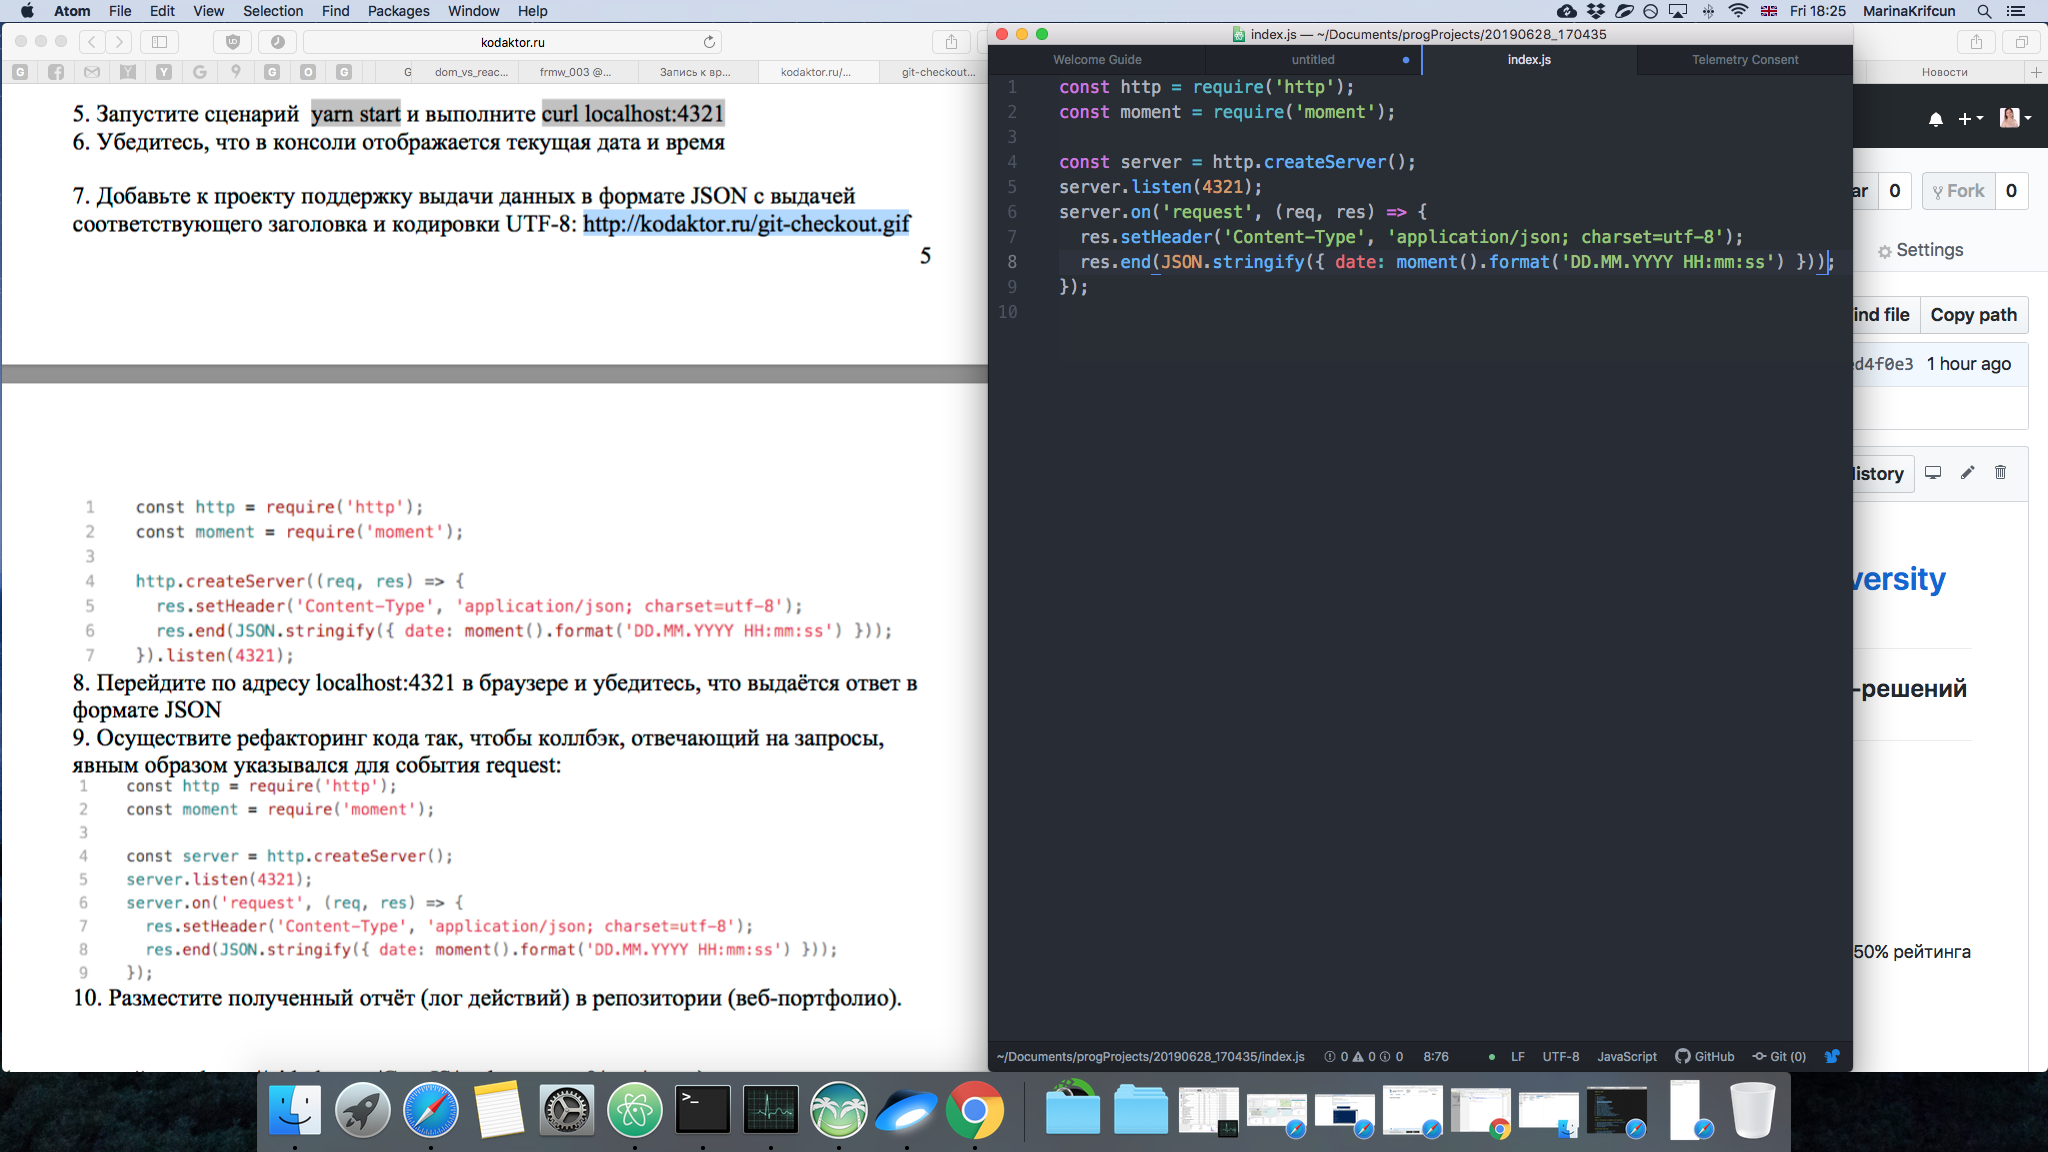 Atom File Edit View Selection Find Packages Window Help
Fri 18:25 MarinaKrifcun
kodaktor.ru
G dom_vs_reac... frmw_003 @... Запись к вр... kodaktor.ru/... git-checkout...
Новости
5. Запустите сценарий yarn start и выполните curl localhost:4321
6. Убедитесь, что в консоли отображается текущая дата и время
7. Добавьте к проекту поддержку выдачи данных в формате JSON с выдачей
соответствующего заголовка и кодировки UTF-8: http://kodaktor.ru/git-checkout.gif
5
1 const http = require('http');
2 const moment = require('moment');
3
4 http.createServer((req, res) => {
5 res.setHeader('Content-Type', 'application/json; charset=utf-8');
6 res.end(JSON.stringify({ date: moment().format('DD.MM.YYYY HH:mm:ss') }));
7 }).listen(4321);
8. Перейдите по адресу localhost:4321 в браузере и убедитесь, что выдаётся ответ в
формате JSON
9. Осуществите рефакторинг кода так, чтобы коллбэк, отвечающий на запросы,
явным образом указывался для события request:
1 const http = require('http');
2 const moment = require('moment');
3
4 const server = http.createServer();
5 server.listen(4321);
6 server.on('request', (req, res) => {
7 res.setHeader('Content-Type', 'application/json; charset=utf-8');
8 res.end(JSON.stringify({ date: moment().format('DD.MM.YYYY HH:mm:ss') }));
9 });
10. Разместите полученный отчёт (лог действий) в репозитории (веб-портфолио).
index.js — ~/Documents/progProjects/20190628_170435
Welcome Guide untitled index.js Telemetry Consent
1 const http = require('http');
2 const moment = require('moment');
3
4 const server = http.createServer();
5 server.listen(4321);
6 server.on('request', (req, res) => {
7 res.setHeader('Content-Type', 'application/json; charset=utf-8');
8 res.end(JSON.stringify({ date: moment().format('DD.MM.YYYY HH:mm:ss') }));
9 });
10
~/Documents/progProjects/20190628_170435/index.js 0 0 0 8:76 LF UTF-8 JavaScript GitHub Git (0)
ar 0 Fork 0
Settings
ind file Copy path
d4f0e3 1 hour ago
istory
versity
-решений
50% рейтинга